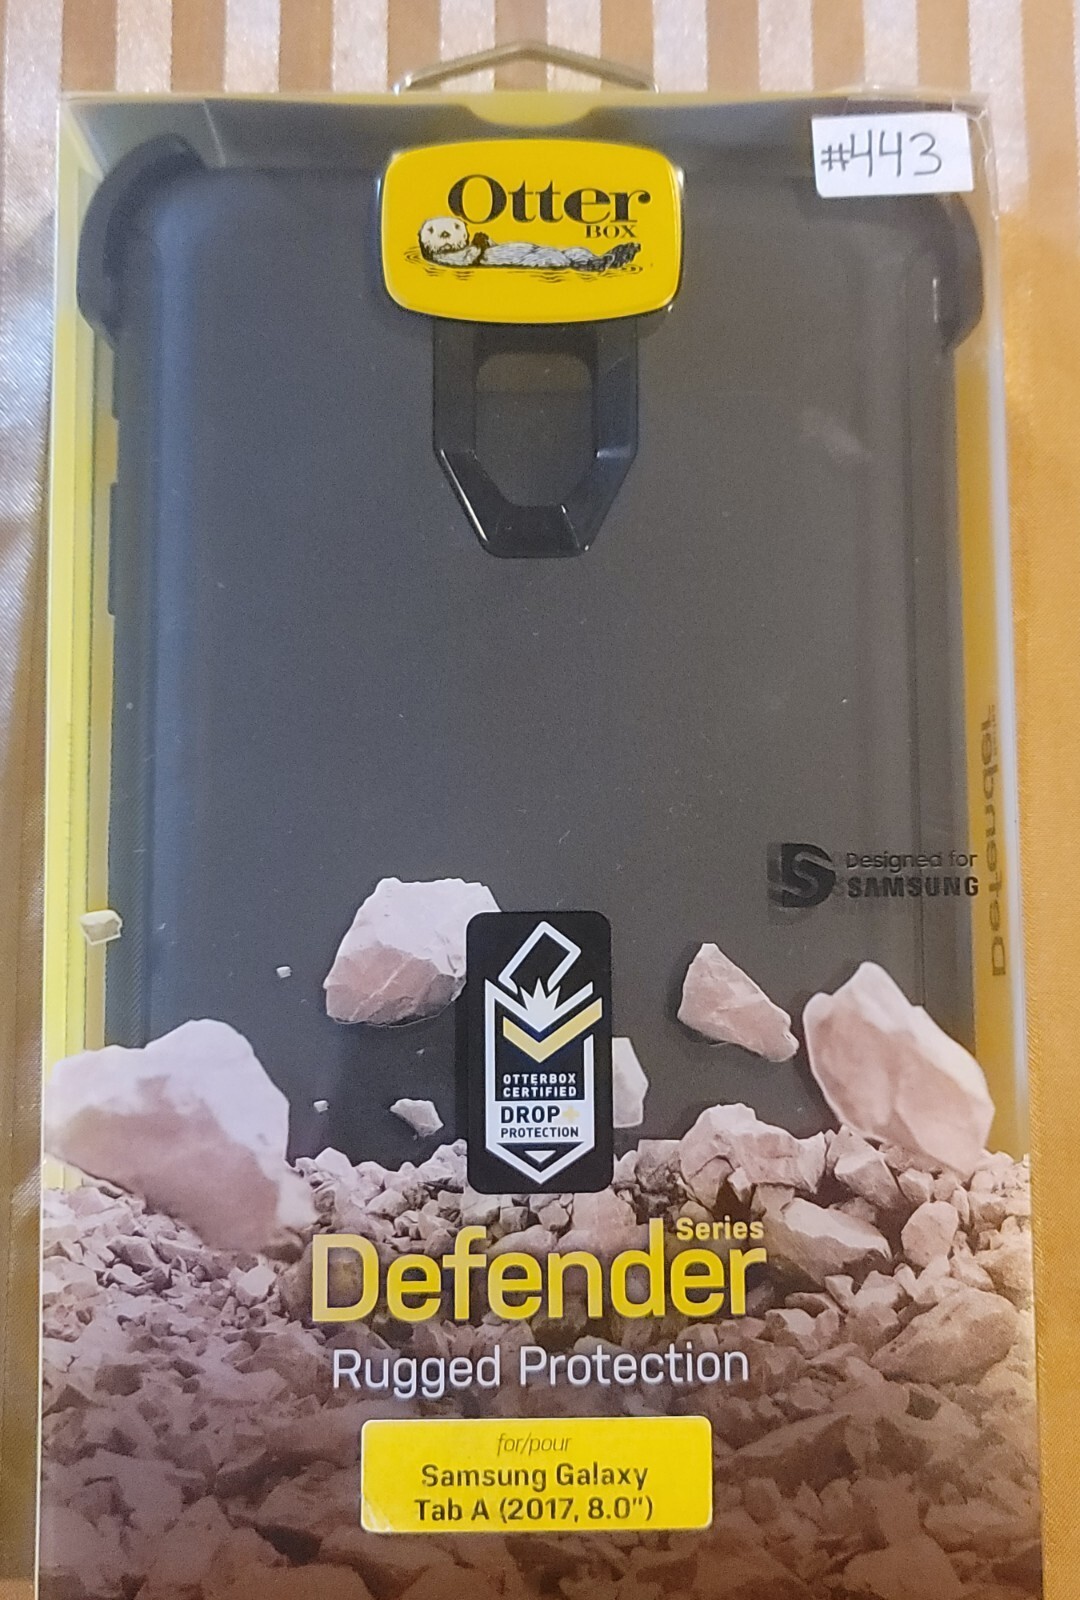 #443
Otter
BOX
Designed for
SAMSUNG
Defender
OTTERBOX
CERTIFIED
DROP+
PROTECTION
Series
Defender
Rugged Protection
for/pour
Samsung Galaxy
Tab A (2017, 8.0")